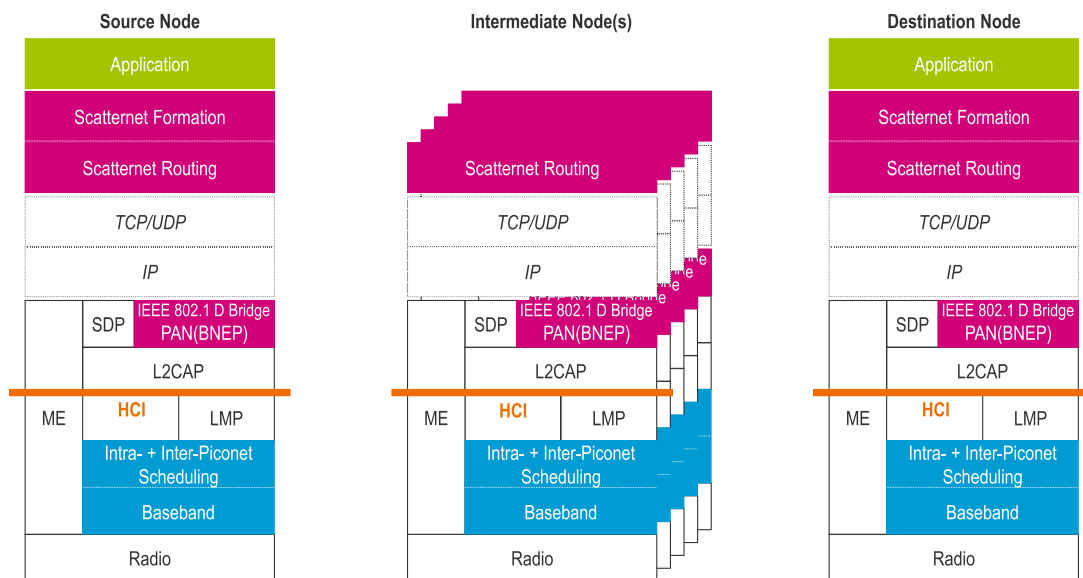 Source Node
Application
Scatternet Formation
Scatternet Routing
TCP/UDP
IP
SDP
IEEE 802.1 D Bridge
PAN(BNEP)
L2CAP
ME
HCI
LMP
Intra- + Inter-Piconet
Scheduling
Baseband
Radio
Intermediate Node(s)
Scatternet Routing
TCP/UDP
IP
SDP
IEEE 802.1 D Bridge
PAN(BNEP)
L2CAP
ME
HCI
LMP
Intra- + Inter-Piconet
Scheduling
Baseband
Radio
Destination Node
Application
Scatternet Formation
Scatternet Routing
TCP/UDP
IP
SDP
IEEE 802.1 D Bridge
PAN(BNEP)
L2CAP
ME
HCI
LMP
Intra- + Inter-Piconet
Scheduling
Baseband
Radio